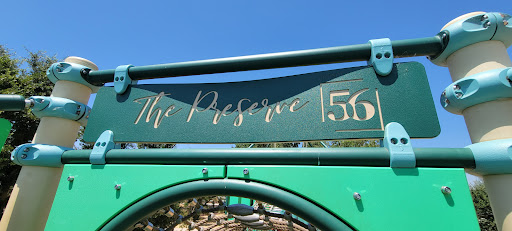 The Preserve 56